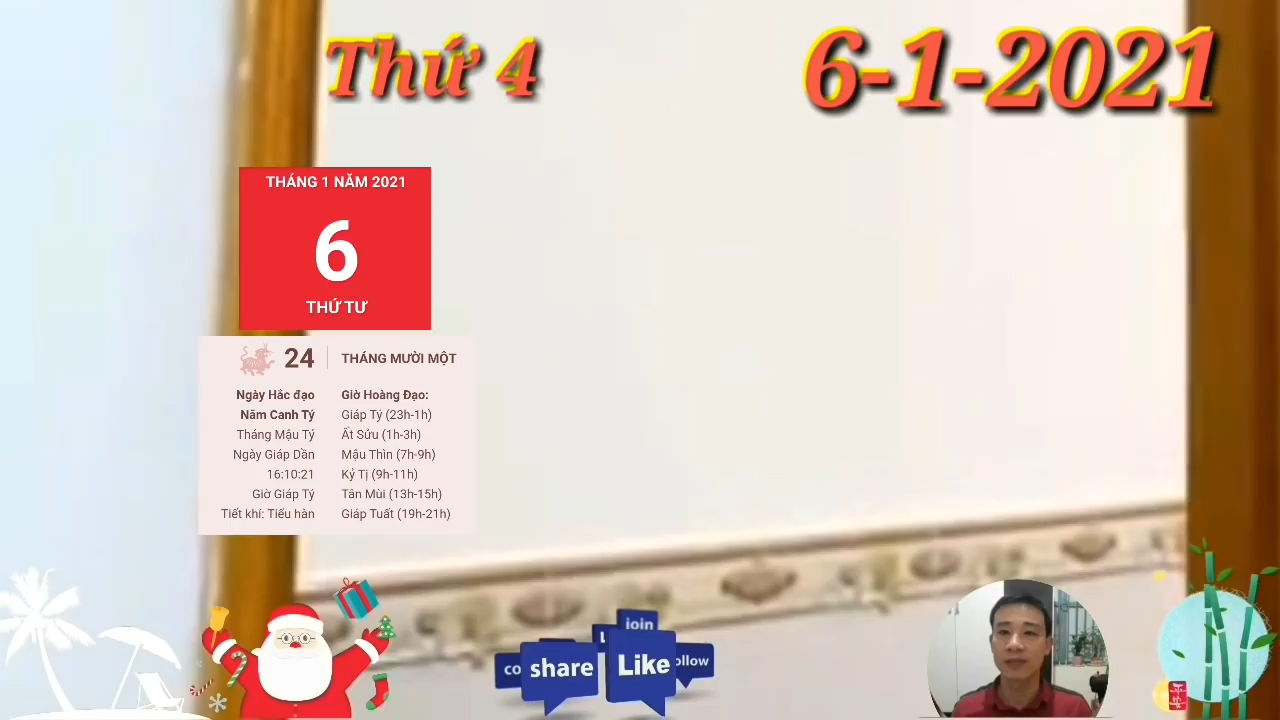 Thứ 4
6-1-2021
THÁNG 1 NĂM 2021
6
THỨ TƯ
24
THÁNG MƯỜI MỘT
Ngày Hắc đạo
Năm Canh Tý
Tháng Mậu Tý
Ngày Giáp Dần
16:10:21
Giờ Giáp Tý
Tiết khí: Tiểu hàn
Giờ Hoàng Đạo:
Giáp Tý (23h-1h)
Ất Sửu (1h-3h)
Mậu Thìn (7h-9h)
Kỷ Tị (9h-11h)
Tân Mùi (13h-15h)
Giáp Tuất (19h-21h)
join
co
share
Like
ollow